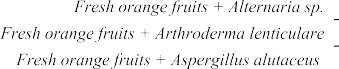 Fresh orange fruits + Alternaria sp.
Fresh orange fruits + Arthroderma lenticulare
Fresh orange fruits + Aspergillus alutaceus